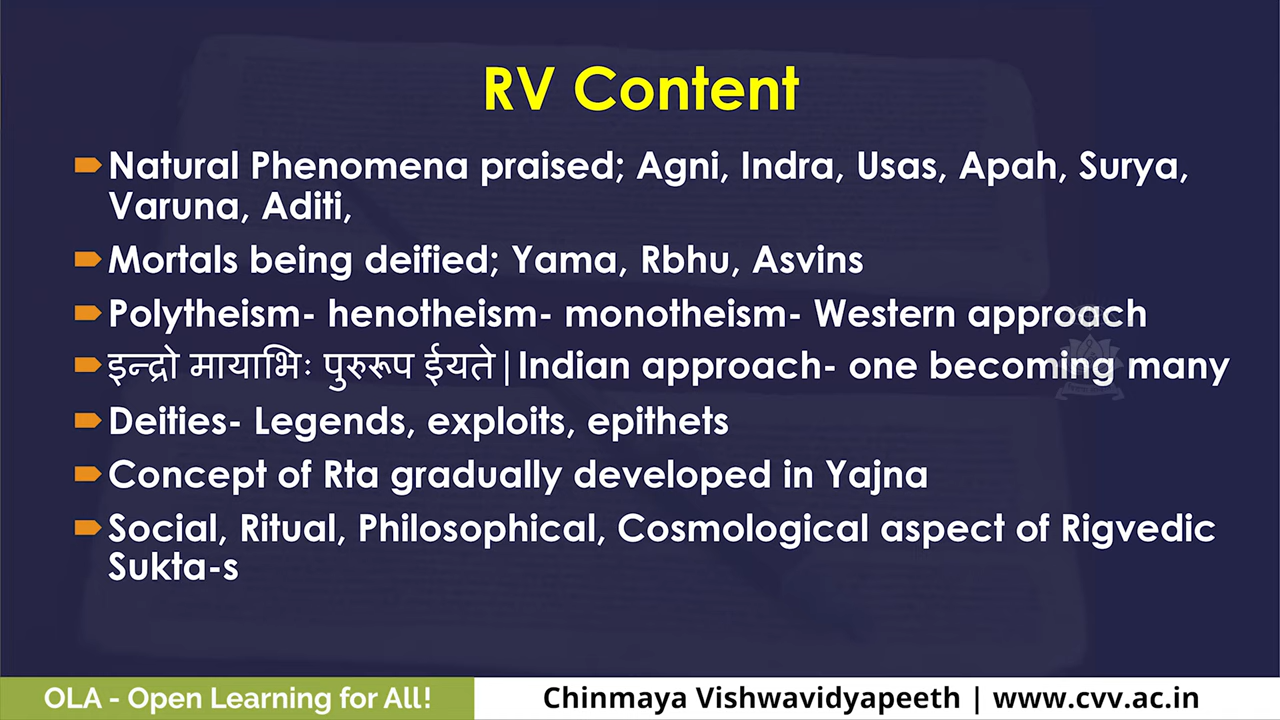 RV Content
Natural Phenomena praised; Agni, Indra, Usas, Apah, Surya,
Varuna, Aditi,
Mortals being deified; Yama, Rbhu, Asvins
Polytheism- henotheism- monotheism- Western approach
इन्द्रो मायाभिः पुरुरूप ईयते|Indian approach- one becoming many
Deities- Legends, exploits, epithets
Concept of Rta gradually developed in Yajna
Social, Ritual, Philosophical, Cosmological aspect of Rigvedic
Sukta-s
OLA - Open Learning for All! Chinmaya Vishwavidyapeeth | www.cvv.ac.in